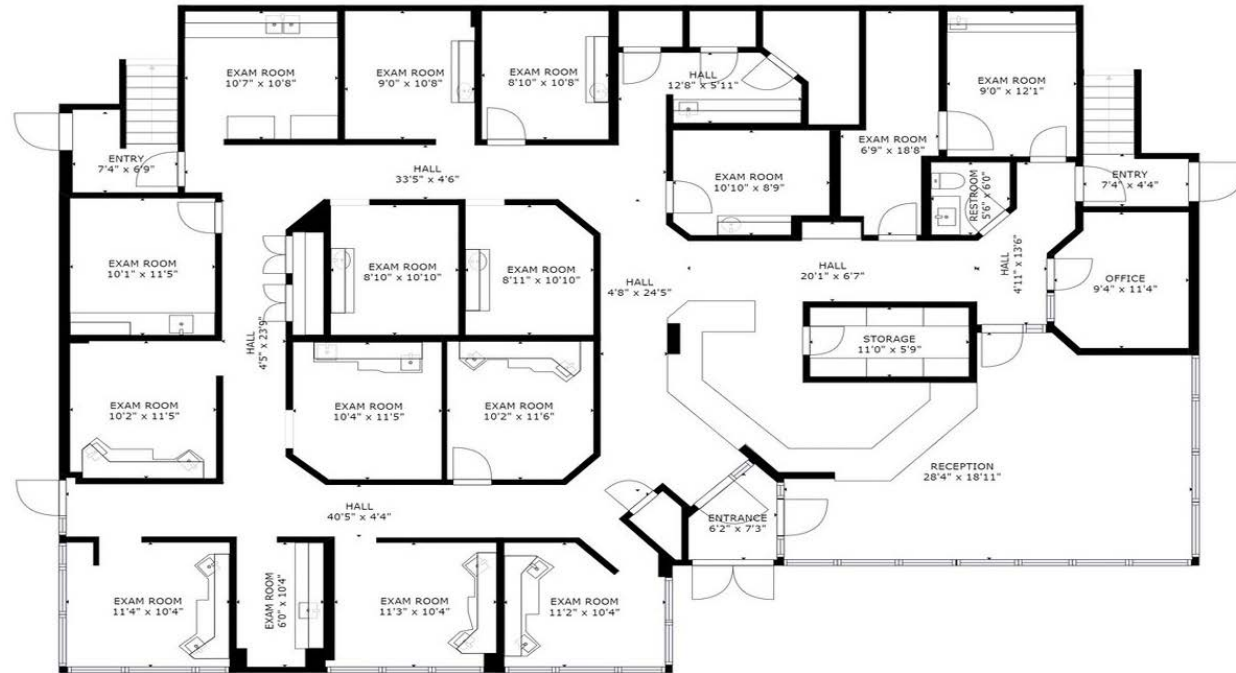 EXAM ROOM
10'7" x 10'8"
EXAM ROOM
9'0" x 10'8"
EXAM ROOM
8'10" x 10'8"
HALL
12'8" x 5'11"
EXAM ROOM
9'0" x 12'1"
EXAM ROOM
6'9" x 18'8"
ENTRY
7'4" x 6'9"
HALL
33'5" x 4'6"
EXAM ROOM
10'10" x 8'9"
RESTROOM
5'6" x 6'0"
ENTRY
7'4" x 4'4"
EXAM ROOM
10'1" x 11'5"
EXAM ROOM
8'10" x 10'10"
EXAM ROOM
8'11" x 10'10"
HALL
4'8" x 24'5"
HALL
20'1" x 6'7"
HALL
4'11" x 13'6"
OFFICE
9'4" x 11'4"
HALL
4'5" x 23'9"
STORAGE
11'0" x 5'9"
EXAM ROOM
10'2" x 11'5"
EXAM ROOM
10'4" x 11'5"
EXAM ROOM
10'2" x 11'6"
RECEPTION
28'4" x 18'11"
HALL
40'5" x 4'4"
ENTRANCE
6'2" x 7'3"
EXAM ROOM
11'4" x 10'4"
EXAM ROOM
6'0" x 10'4"
EXAM ROOM
11'3" x 10'4"
EXAM ROOM
11'2" x 10'4"